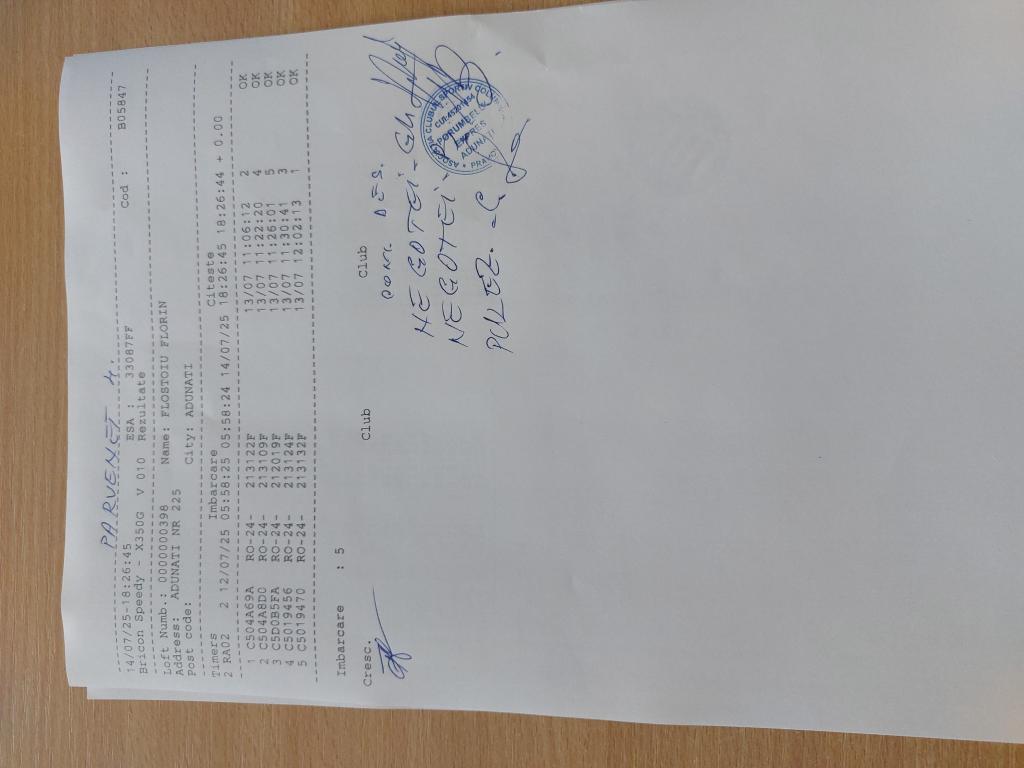 PARVENET 4.
14/07/25-18:26:45 ESA : 33087FF cod : B05847
Bricon Speedy - X350G V 010 Rezultate
Loft Numb.: 0000000398 Name: FLOSTOIU FLORIN
Address: ADUNATI NR 225
Post code: City: ADUNATI
Timers Imbarcare Citeste
2 RA02 2 12/07/25 05:58:25 05:58:24 14/07/25 18:26:45 18:26:44 + 0.00
1 C504A69A RO-24- 213122F 13/07 11:06:12 2 OK
2 C504A8D0 RO-24- 213109F 13/07 11:22:20 4 OK
3 C5D0B5FA RO-24- 212019F 13/07 11:26:01 5 OK
4 C5019456 RO-24- 213124F 13/07 11:30:41 3 OK
5 C5019470 RO-24- 213132F 13/07 12:02:13 1 OK
Imbarcare : 5
Cresc. Club Club
DES.
NEGOTEI
NEGOTEI
PORUMBELUL
EXPRES
ADUNATI